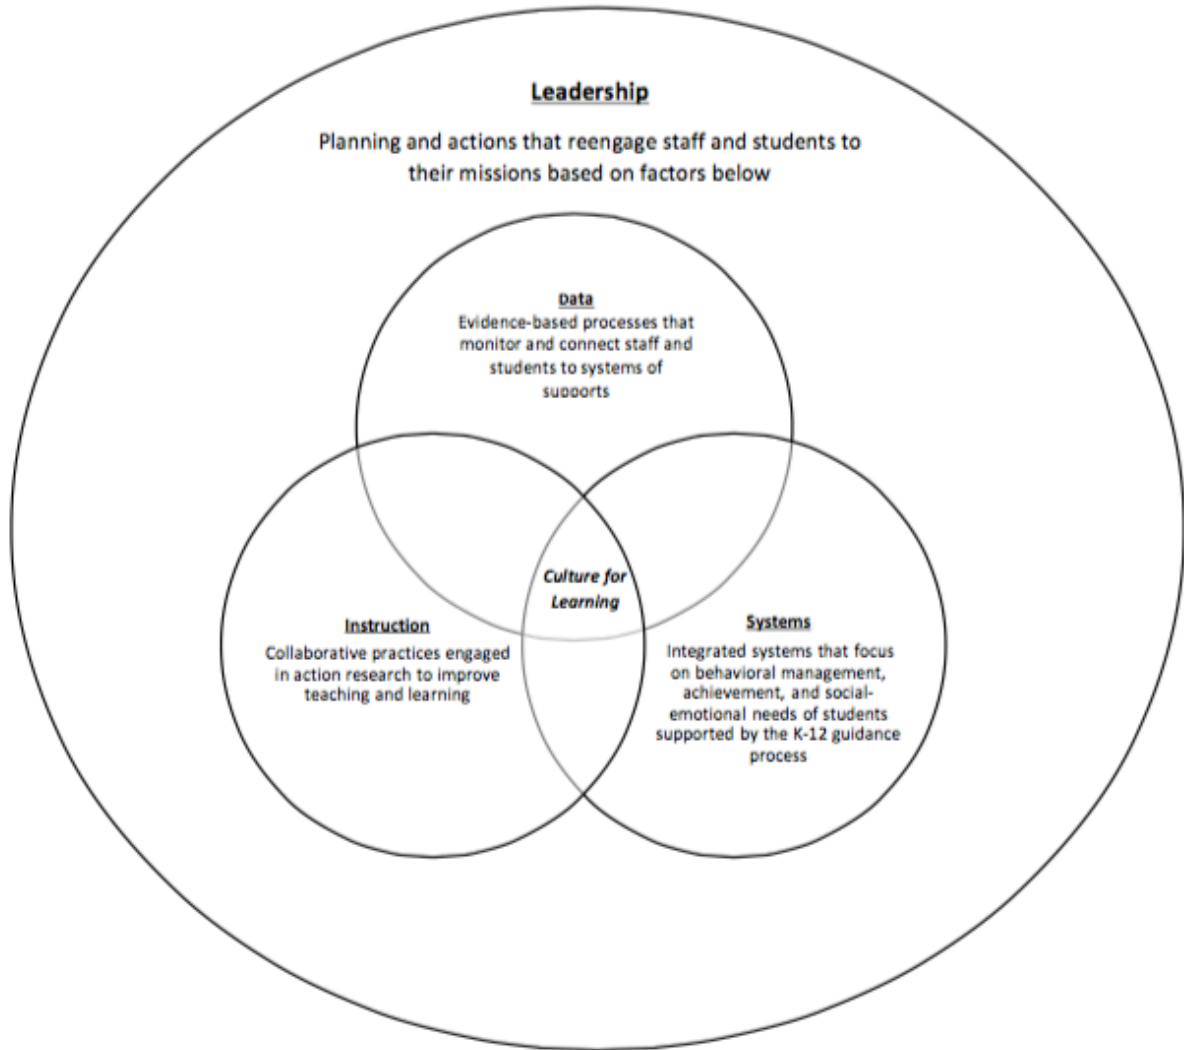 Leadership
Planning and actions that reengage staff and students to
their missions based on factors below
Data
Evidence-based processes that
monitor and connect staff and
students to systems of
supports
Culture for
Learning
Instruction
Collaborative practices engaged
in action research to improve
teaching and learning
Systems
Integrated systems that focus
on behavioral management,
achievement, and social-
emotional needs of students
supported by the K-12 guidance
process